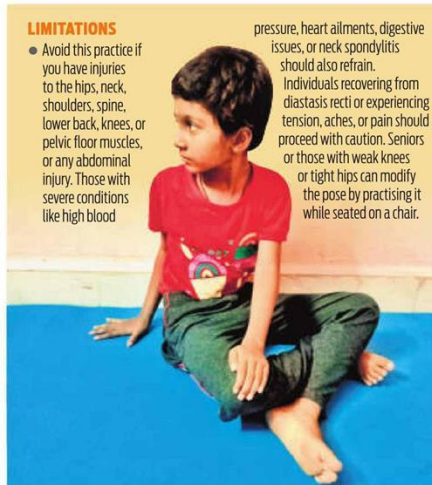 LIMITATIONS
● Avoid this practice if
you have injuries
to the hips, neck,
shoulders, spine,
lower back, knees, or
pelvic floor muscles,
or any abdominal
injury. Those with
severe conditions
like high blood
pressure, heart ailments, digestive
issues, or neck spondylitis
should also refrain.
Individuals recovering from
diastasis recti or experiencing
tension, aches, or pain should
proceed with caution. Seniors
or those with weak knees
or tight hips can modify
the pose by practising it
while seated on a chair.